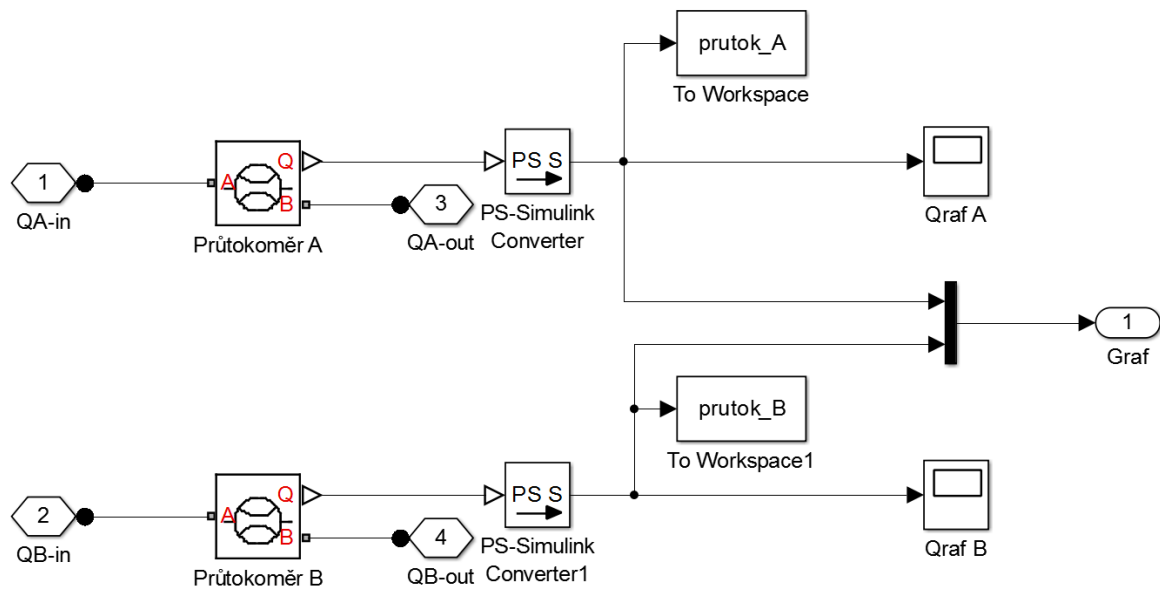 prutok_A
To Workspace
1
QA-in
A
Q
B
Průtokoměr A
3
QA-out
PS S
PS-Simulink
Converter
Qraf A
1
Graf
prutok_B
To Workspace1
2
QB-in
A
Q
B
Průtokoměr B
4
QB-out
PS S
PS-Simulink
Converter1
Qraf B